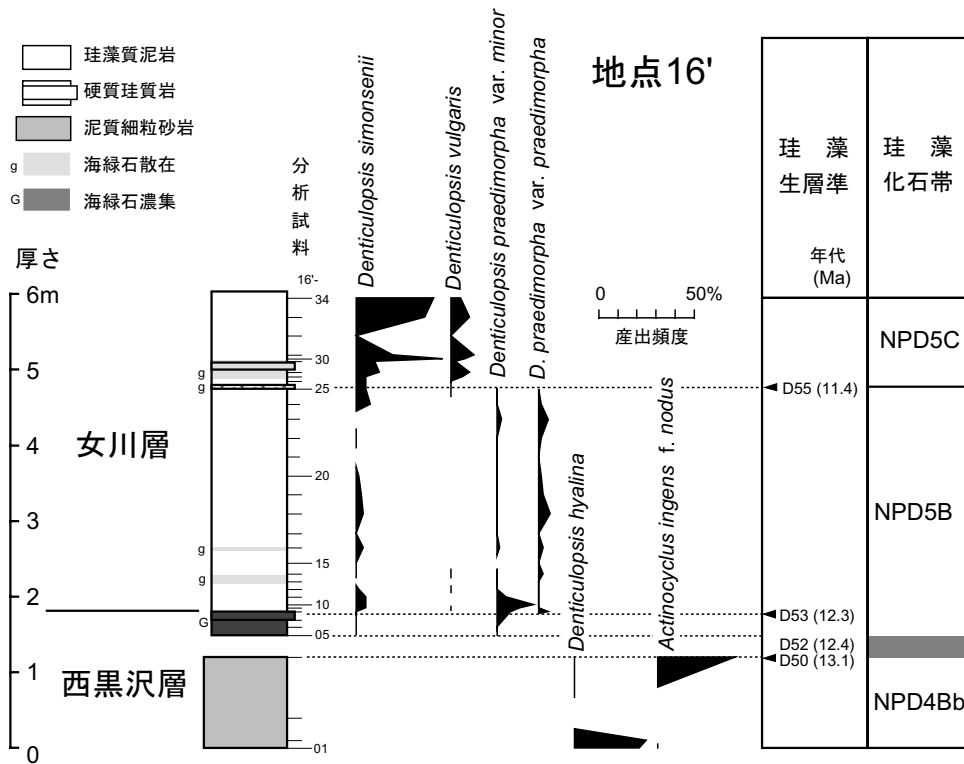 地点16'
珪藻質泥岩
硬質珪質岩
泥質細粒砂岩
g 海緑石散在
G 海緑石濃集
厚さ
6m
5
4
3
2
1
0
女川層
西黒沢層
g
g
g
g
G
分析試料
16'-
34
30
25
20
15
10
05
01
Denticulopsis simonsenii
Denticulopsis vulgaris
Denticulopsis praedimorpha var. minor
D. praedimorpha var. praedimorpha
Denticulopsis hyalina
Actinocyclus ingens f. nodus
0 50%
産出頻度
珪藻
生層準
年代
(Ma)
D55 (11.4)
D53 (12.3)
D52 (12.4)
D50 (13.1)
珪藻
化石帯
NPD5C
NPD5B
NPD4Bb